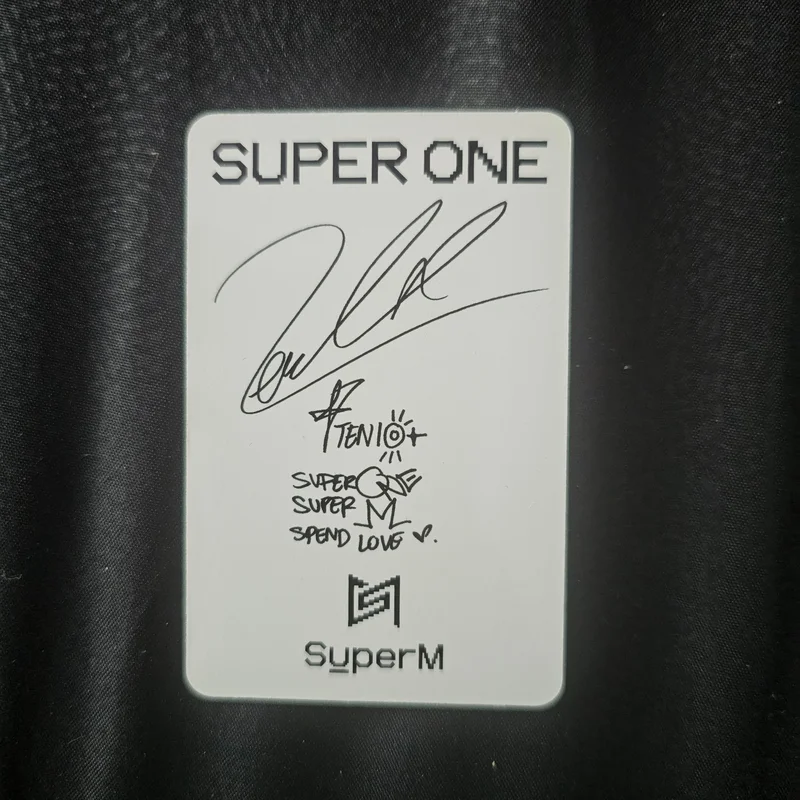 SUPER ONE
TEN10+
SUPER ONE
SUPER M
SPEND LOVE ♡.
SuperM